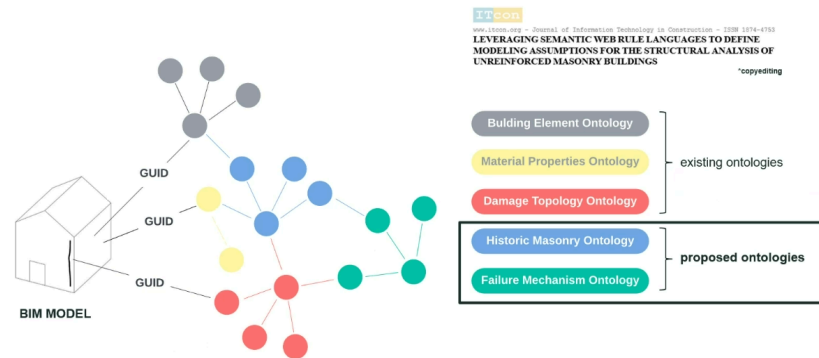 ITcon
www.itcon.org - Journal of Information Technology in Construction - ISSN 1874-4753
LEVERAGING SEMANTIC WEB RULE LANGUAGES TO DEFINE
MODELING ASSUMPTIONS FOR THE STRUCTURAL ANALYSIS OF
UNREINFORCED MASONRY BUILDINGS
*copyediting
GUID
GUID
GUID
BIM MODEL
Bulding Element Ontology
Material Properties Ontology
Damage Topology Ontology
existing ontologies
Historic Masonry Ontology
Failure Mechanism Ontology
proposed ontologies